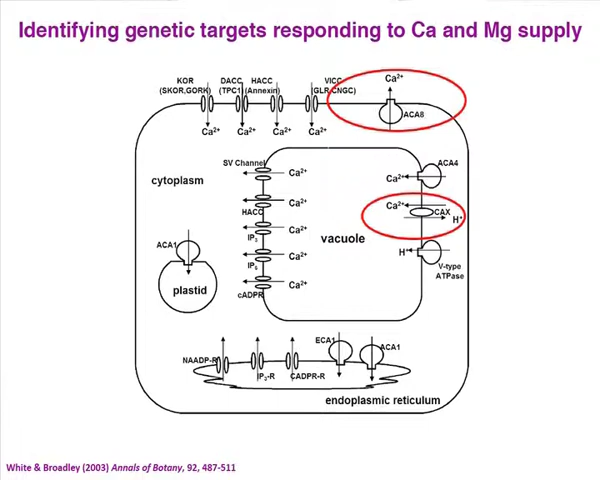 Identifying genetic targets responding to Ca and Mg supply
KOR
(SKOR,GORK)
DACC
(TPC1)
HACC
(Annexin)
VICC
(GLR,CNGC)
Ca2+
ACA8
Ca2+
Ca2+
Ca2+
Ca2+
SV Channel
Ca2+
ACA4
Ca2+
cytoplasm
Ca2+
HACC
Ca2+
CAX
H+
IP3
Ca2+
vacuole
ACA1
H+
IP6
Ca2+
V-type
ATPase
plastid
cADPR
Ca2+
ECA1
ACA1
NAADP-R
IP3-R
CADPR-R
endoplasmic reticulum
White & Broadley (2003) Annals of Botany, 92, 487-511